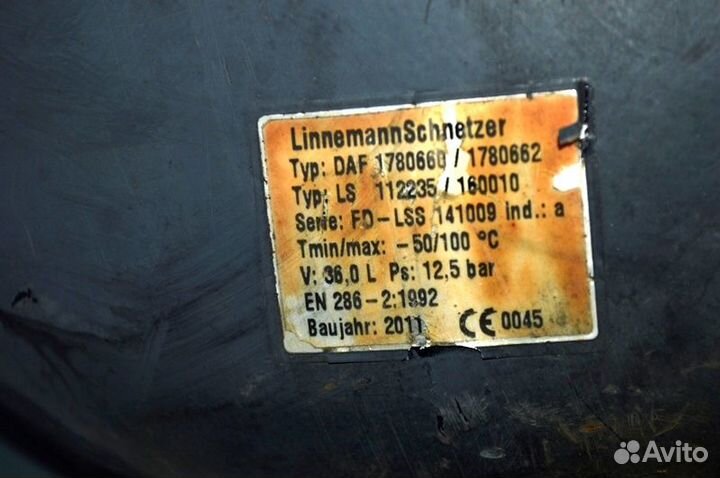 LinnemannSchnetzer
Typ: DAF 1780660 / 1780662
Typ: LS 112235 / 160010
Serie: FD-LSS 141009 ind.: a
Tmin/max: -50/100 °C
V: 36,0 L Ps: 12,5 bar
EN 286-2:1992
Baujahr: 2011 CE 0045
Avito